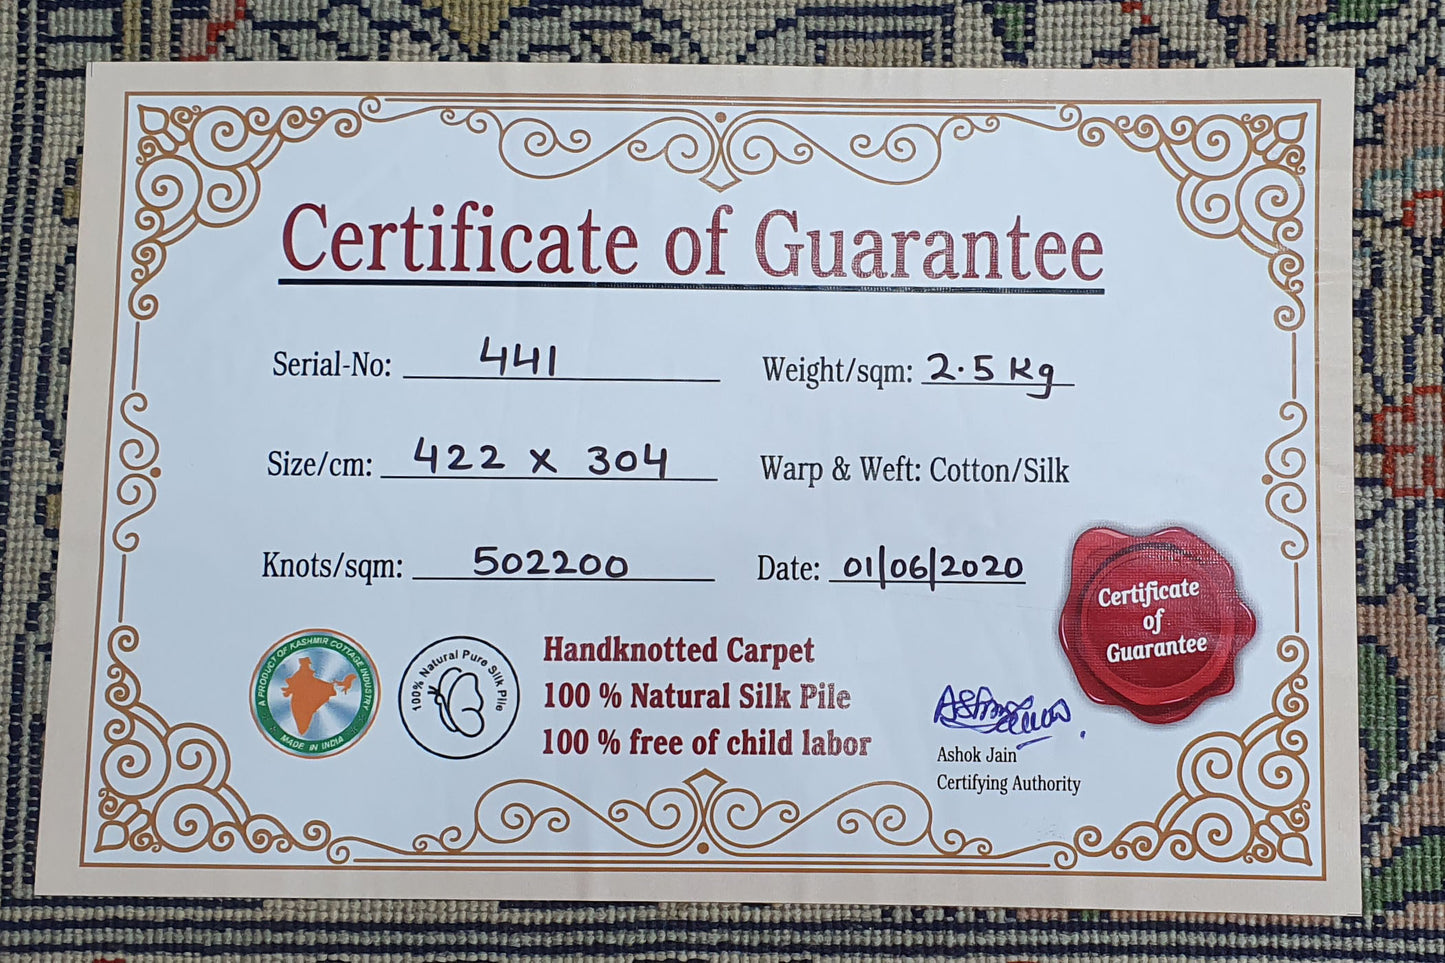 Certificate of Guarantee
Serial-No: 441
Weight/sqm: 2.5 Kg
Size/cm: 422 x 304
Warp & Weft: Cotton/Silk
Knots/sqm: 502200
Date: 01/06/2020
Certificate
of
Guarantee
A PRODUCT OF KASHMIR COTTAGE INDUSTRY
MADE IN INDIA
100% Natural Pure Silk Pile
Handknotted Carpet
100 % Natural Silk Pile
100 % free of child labor
Ashok Jain
Certifying Authority